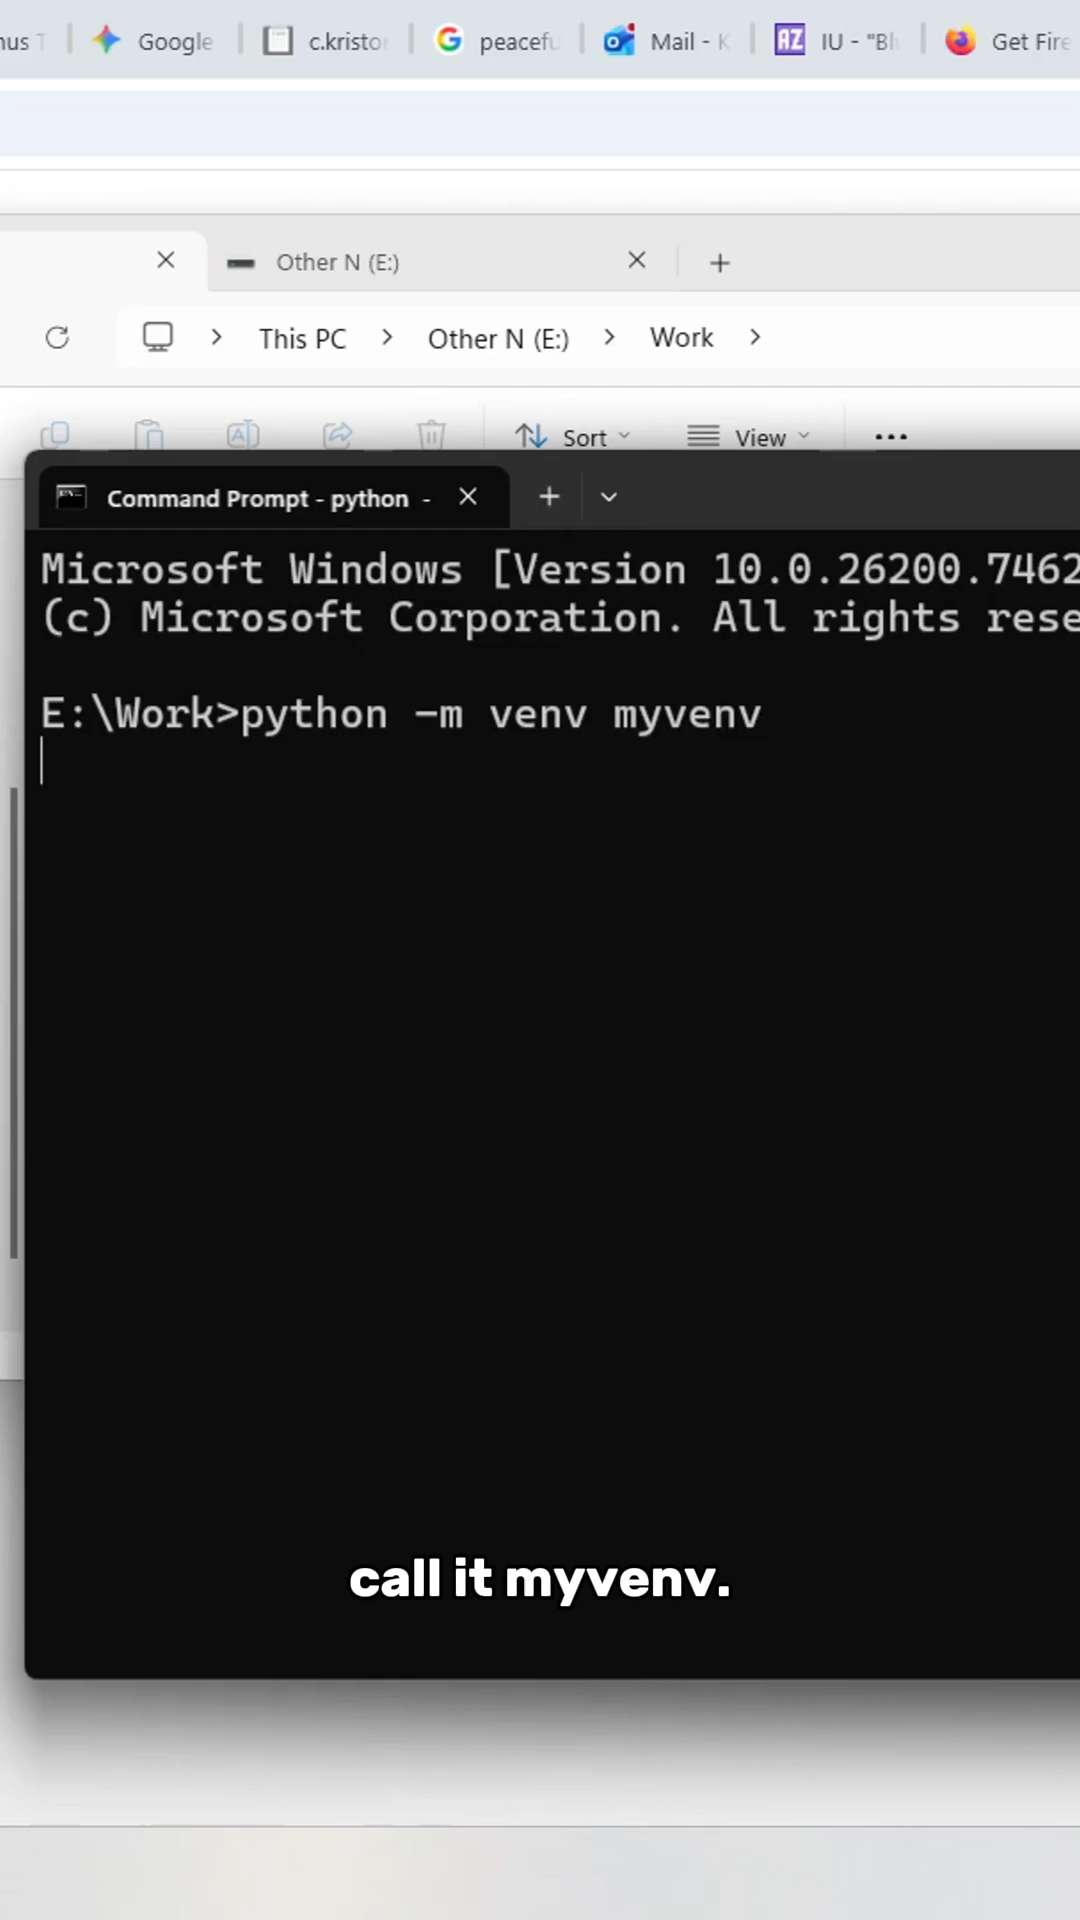 Google
c.kristo
peacefu
Mail - K
IU - "Bl
Get Fire
Other N (E:)
This PC > Other N (E:) > Work >
Sort
View
Command Prompt - python -
Microsoft Windows [Version 10.0.26200.7462
(c) Microsoft Corporation. All rights rese
E:\Work>python -m venv myvenv
call it myvenv.